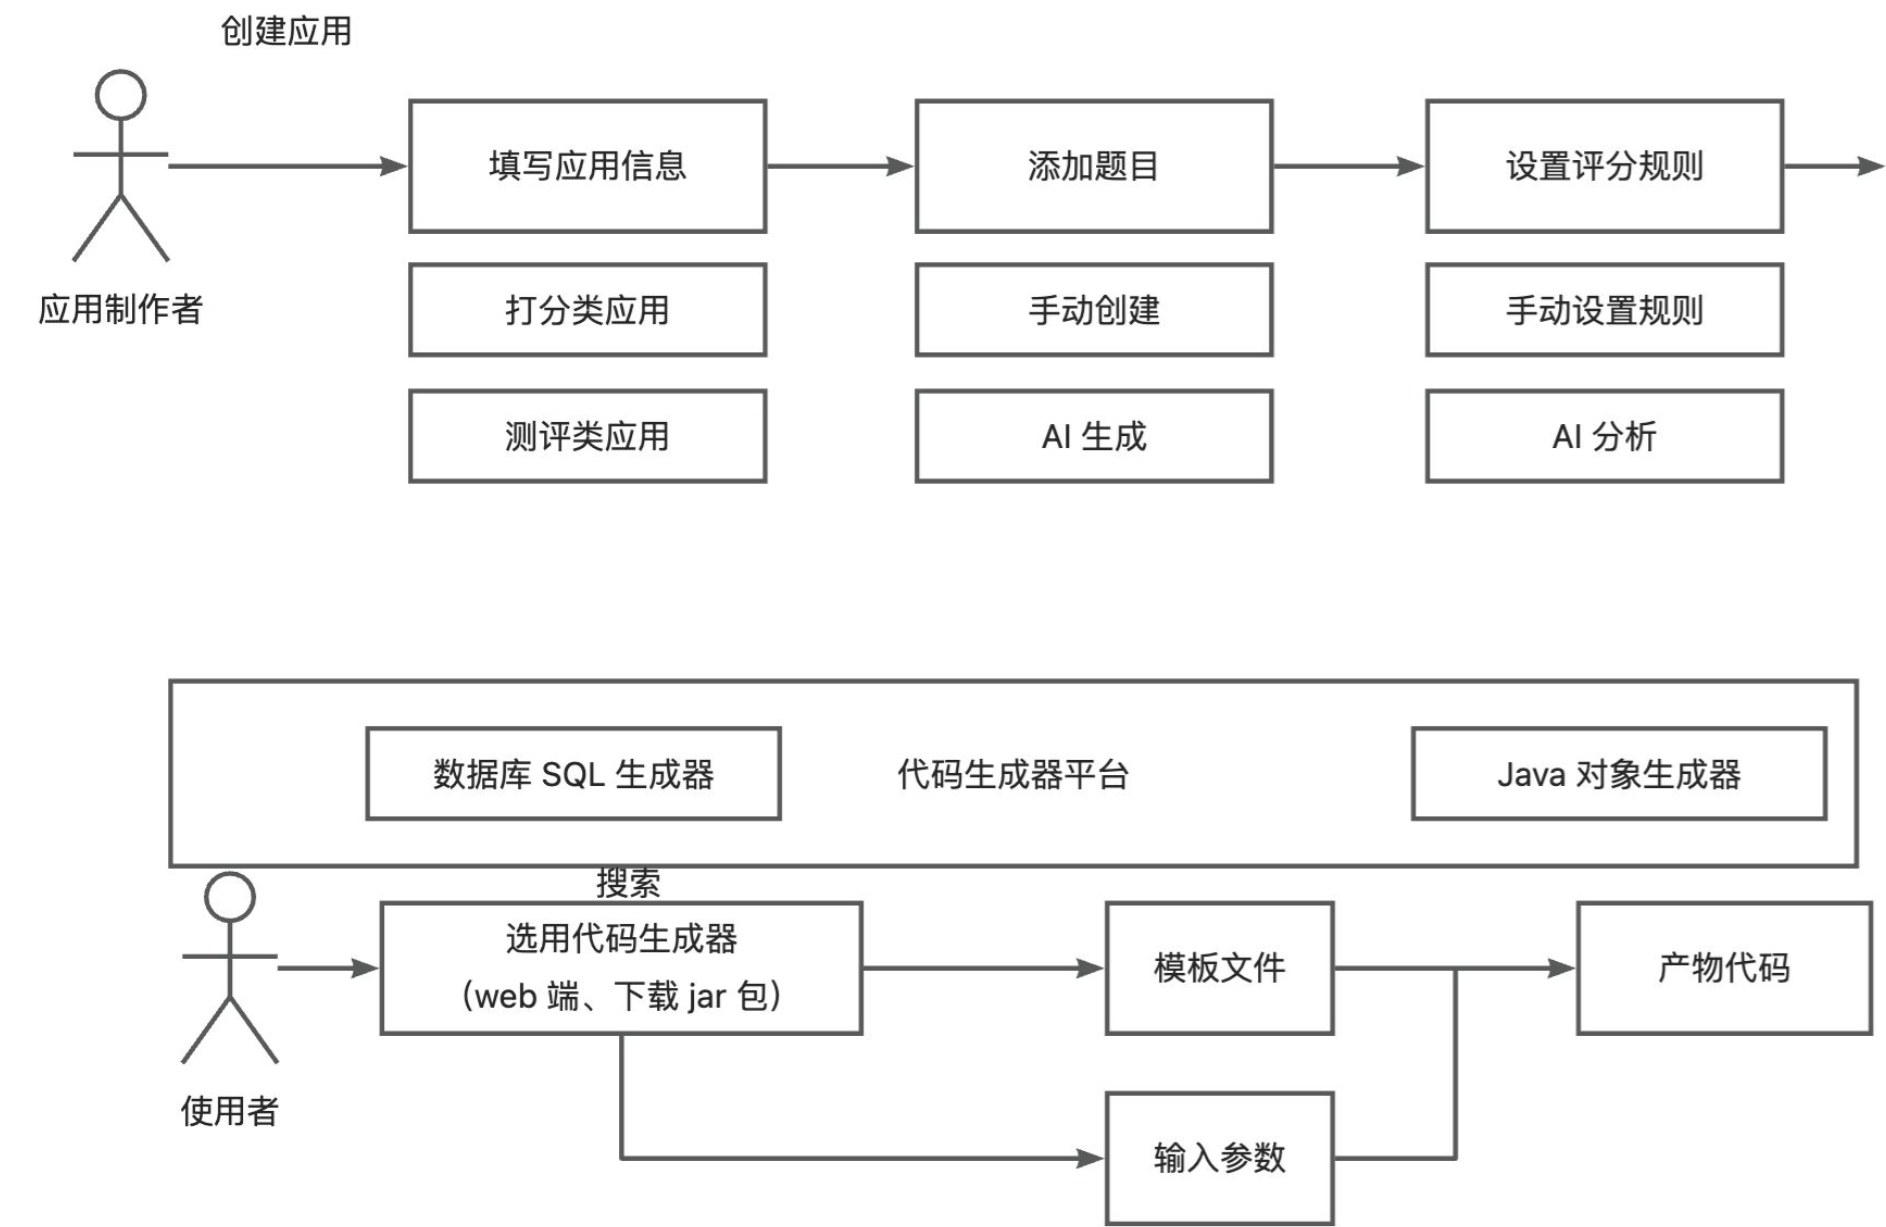 创建应用
填写应用信息
添加题目
设置评分规则
应用制作者
打分类应用
手动创建
手动设置规则
测评类应用
AI 生成
AI 分析
数据库 SQL 生成器
代码生成器平台
Java 对象生成器
搜索
选用代码生成器
（web 端、下载 jar 包）
模板文件
产物代码
使用者
输入参数